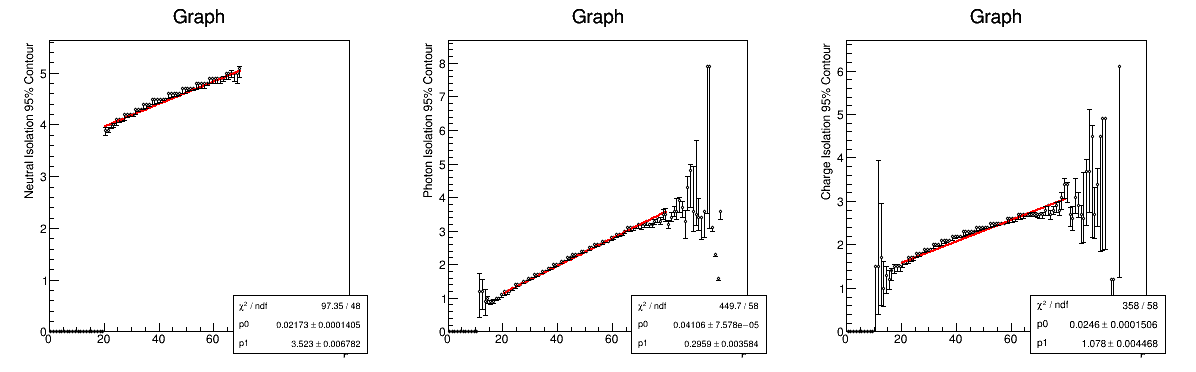 Graph
Neutral Isolation 95% Contour
5
4
3
2
1
0
0 20 40 60
χ² / ndf 97.35 / 48
p0 0.02173 ± 0.0001405
p1 3.523 ± 0.006782
Graph
Photon Isolation 95% Contour
8
7
6
5
4
3
2
1
0
0 20 40 60
χ² / ndf 449.7 / 58
p0 0.04106 ± 7.578e−05
p1 0.2959 ± 0.003584
Graph
Charge Isolation 95% Contour
6
5
4
3
2
1
0
0 20 40 60
χ² / ndf 358 / 58
p0 0.0246 ± 0.0001506
p1 1.078 ± 0.004468